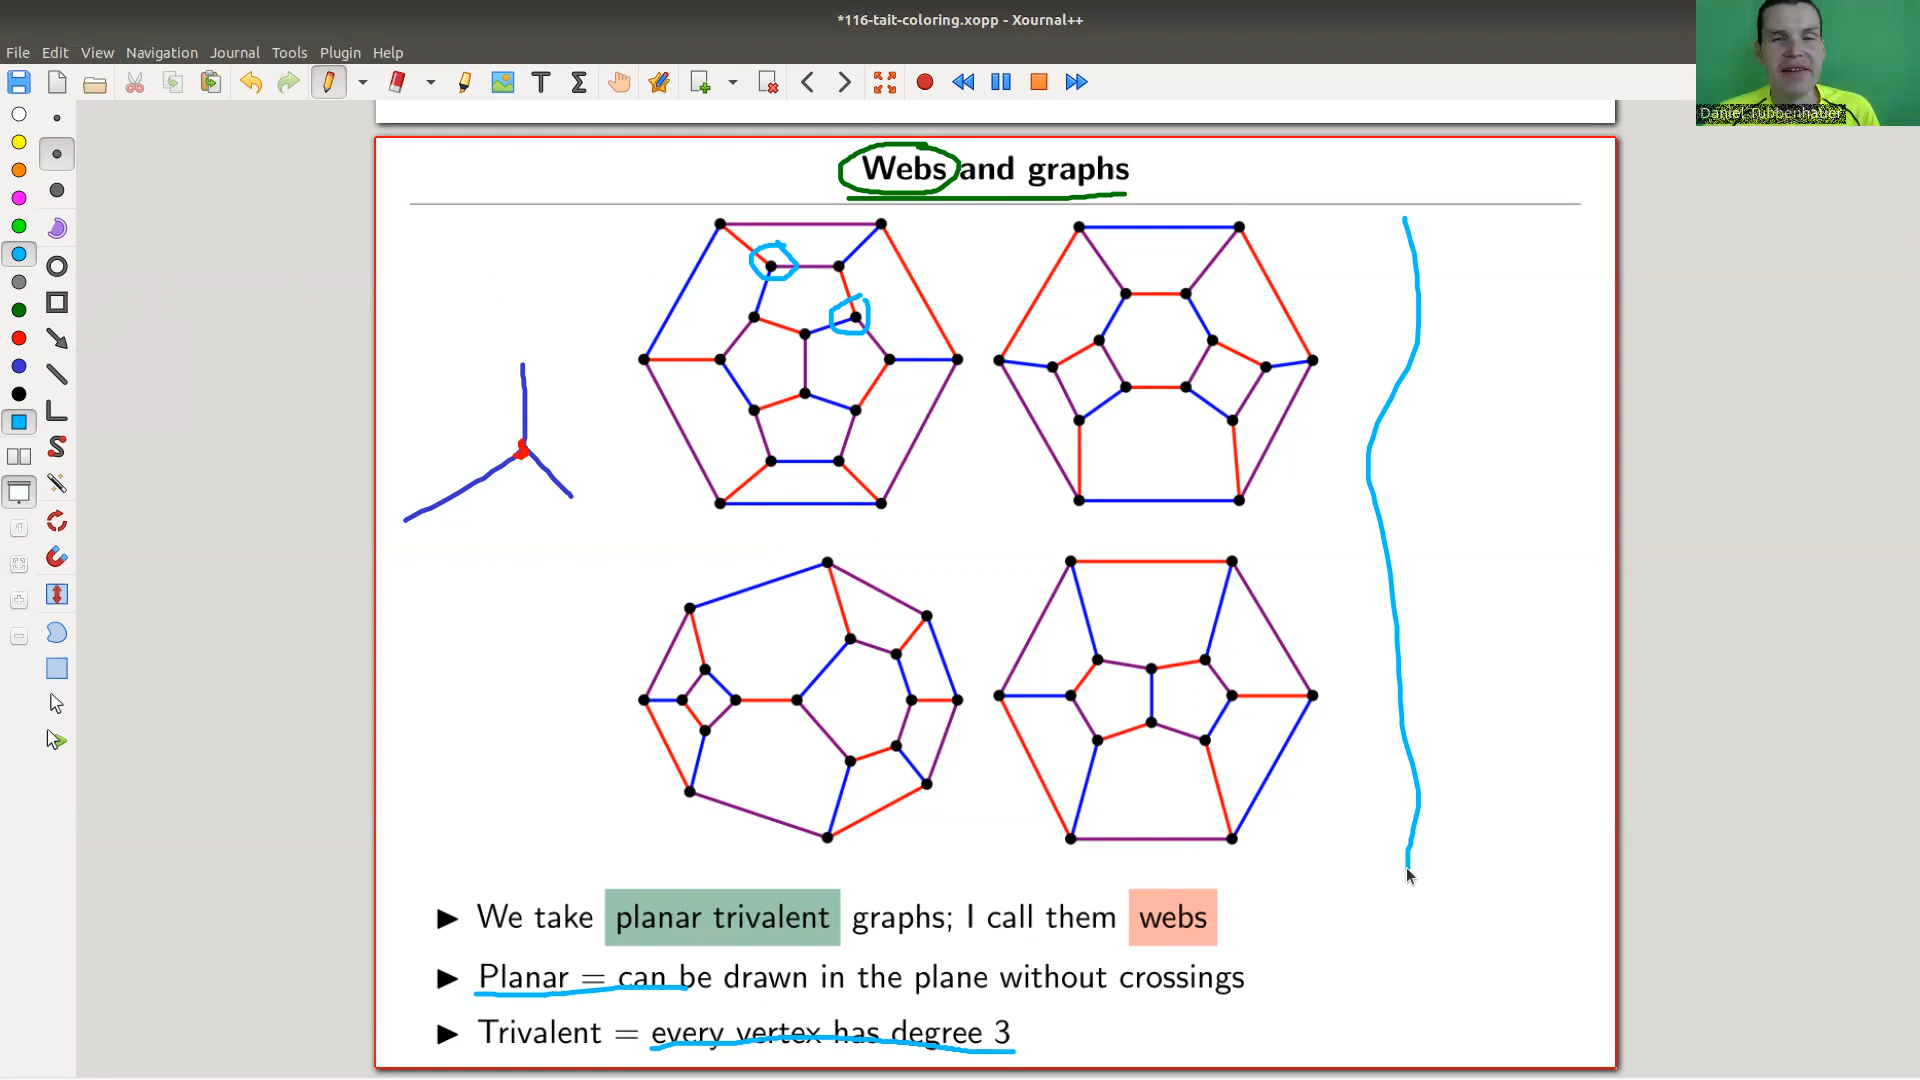 *116-tait-coloring.xopp - Xournal++
File Edit View Navigation Journal Tools Plugin Help
Daniel Tubbenhauer
Webs and graphs
▶ We take planar trivalent graphs; I call them webs
▶ Planar = can be drawn in the plane without crossings
▶ Trivalent = every vertex has degree 3